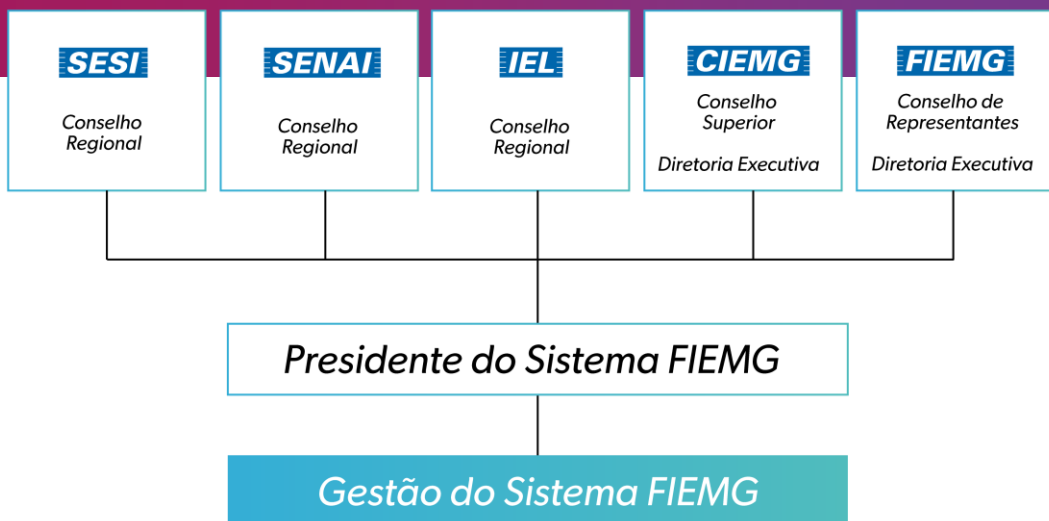 SESI
Conselho
Regional
SENAI
Conselho
Regional
IEL
Conselho
Regional
CIEMG
Conselho
Superior
Diretoria Executiva
FIEMG
Conselho de
Representantes
Diretoria Executiva
Presidente do Sistema FIEMG
Gestão do Sistema FIEMG